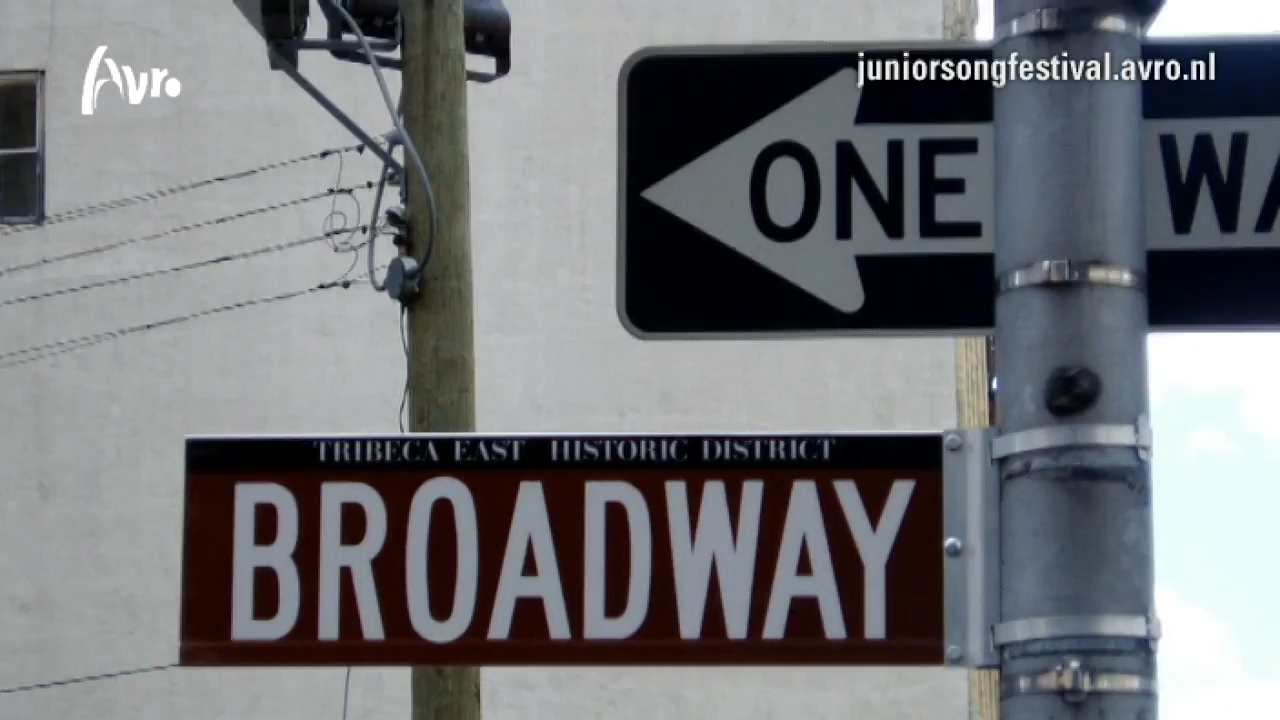 Avro.
juniorsongfestival.avro.nl
ONE WA
TRIBECA EAST HISTORIC DISTRICT
BROADWAY